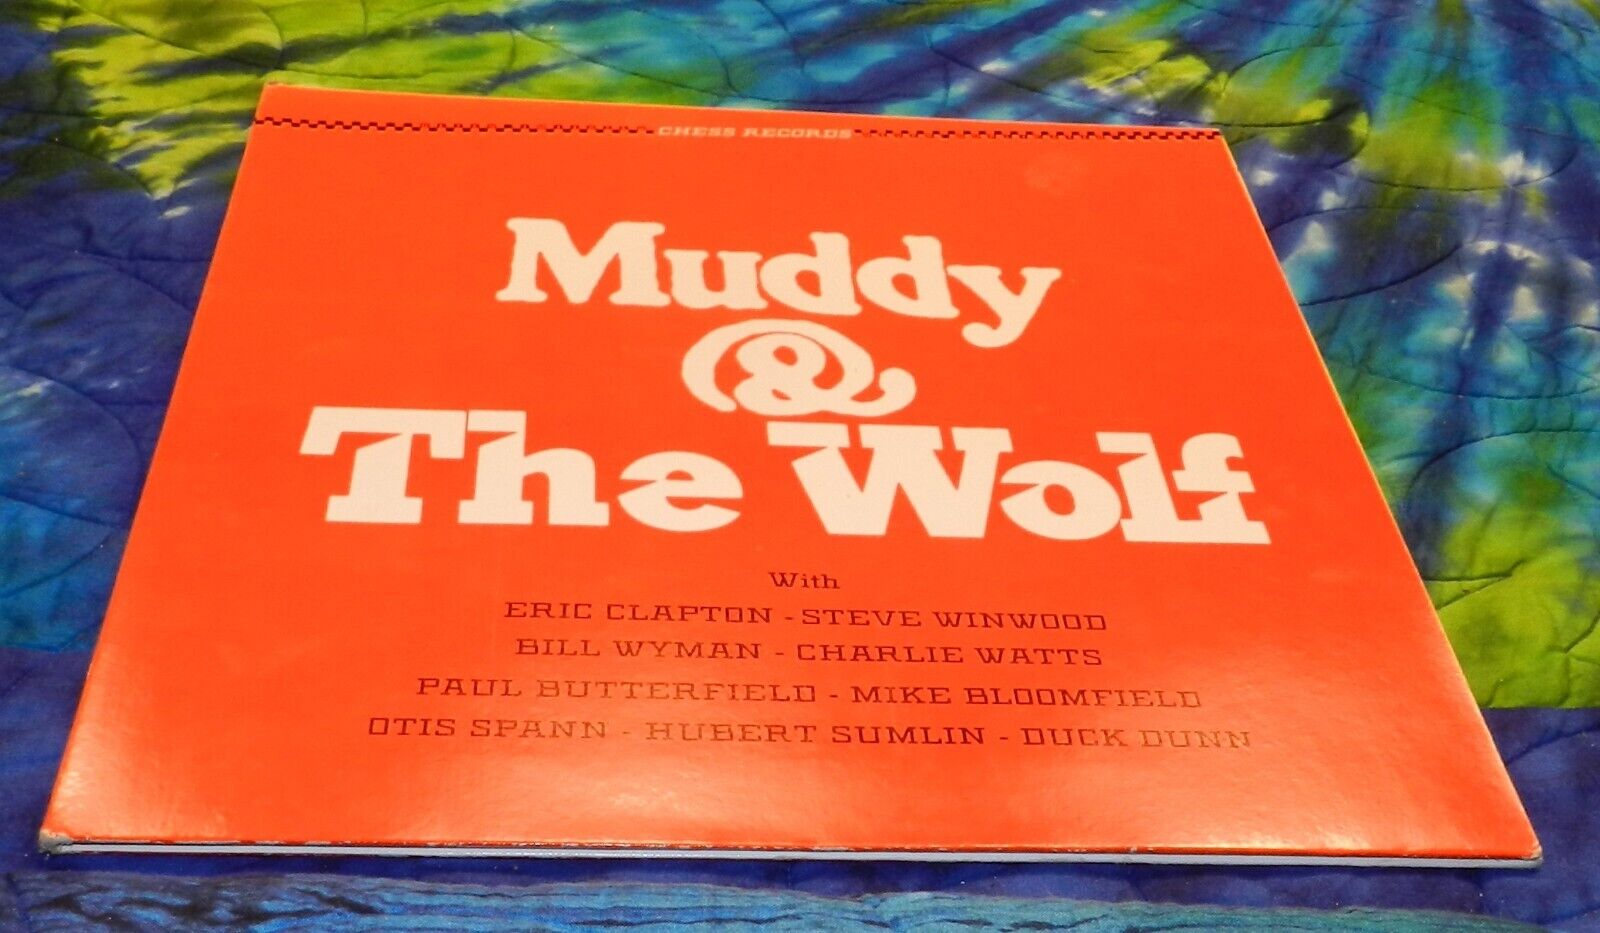 CHESS RECORDS
Muddy
&
The Wolf
With
ERIC CLAPTON - STEVE WINWOOD
BILL WYMAN - CHARLIE WATTS
PAUL BUTTERFIELD - MIKE BLOOMFIELD
OTIS SPANN - HUBERT SUMLIN - DUCK DUNN